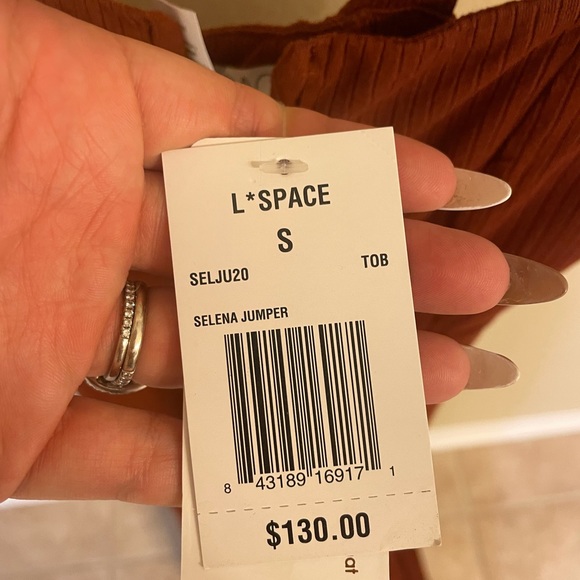 L*SPACE
S
SELJU20 TOB
SELENA JUMPER
8 43189 16917 1
$130.00